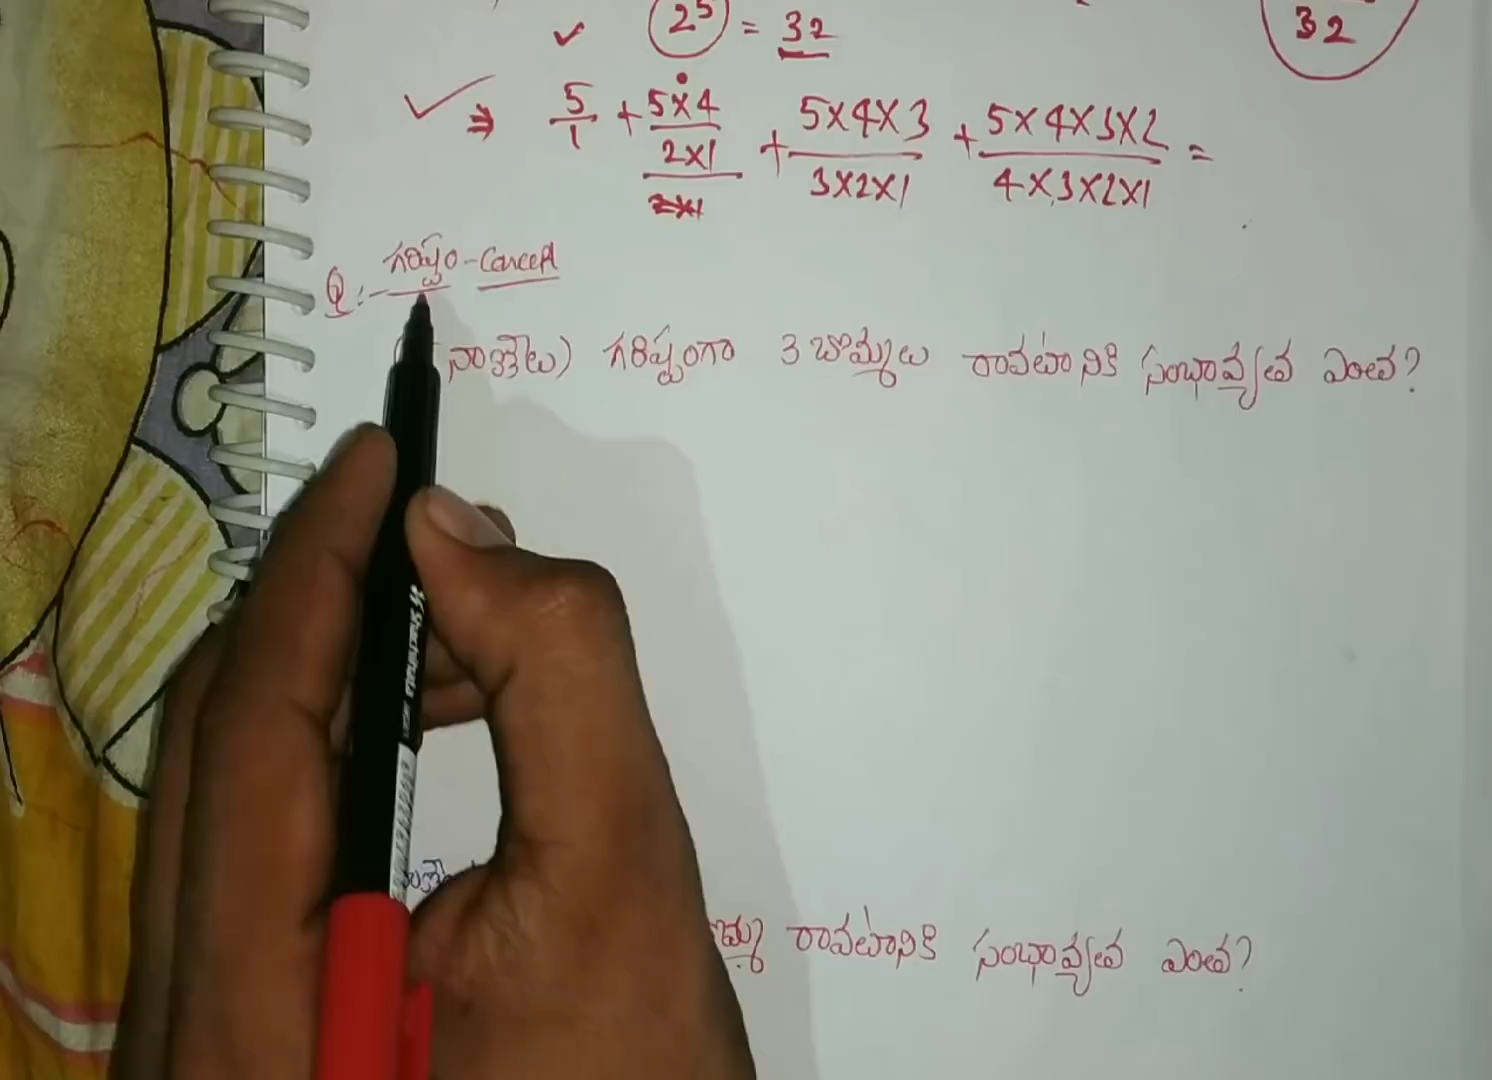 ✓ 2⁵ = 32
32
✓ ⇒ 5/1 + (5×4)/(2×1) + (5×4×3)/(3×2×1) + (5×4×3×2)/(4×3×2×1) =
Q:- గరిష్టం - Concept
నాణేలు) గరిష్టంగా 3 బొమ్మలు రావటానికి సంభావ్యత ఎంత?
రావటానికి సంభావ్యత ఎంత?